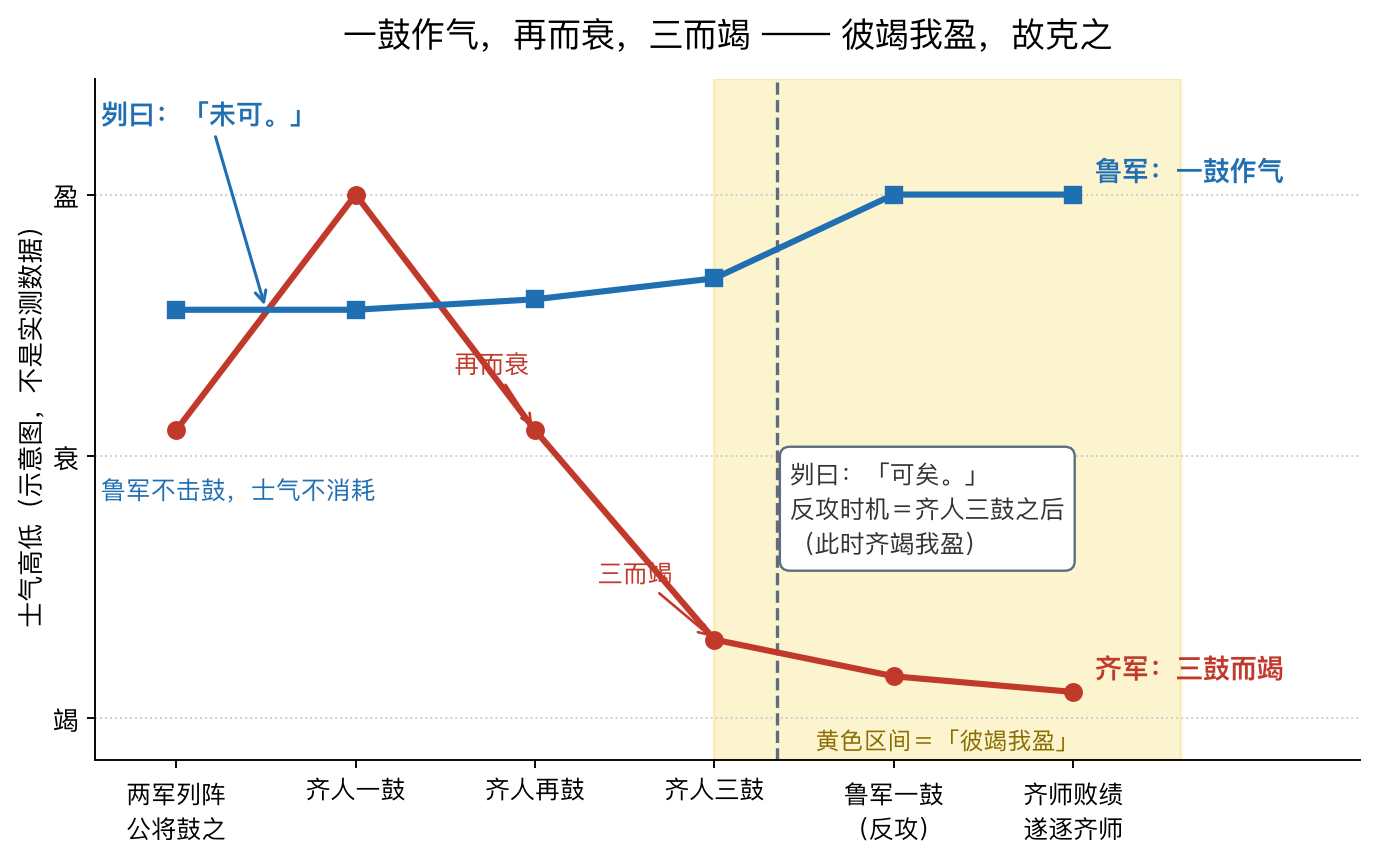 一鼓作气，再而衰，三而竭 —— 彼竭我盈，故克之
刿曰：「未可。」
鲁军：一鼓作气
盈
再而衰
士气高低（示意图，不是实测数据）
衰
刿曰：「可矣。」
反攻时机＝齐人三鼓之后
（此时齐竭我盈）
鲁军不击鼓，士气不消耗
三而竭
齐军：三鼓而竭
竭
黄色区间＝「彼竭我盈」
两军列阵
公将鼓之
齐人一鼓
齐人再鼓
齐人三鼓
鲁军一鼓
（反攻）
齐师败绩
遂逐齐师